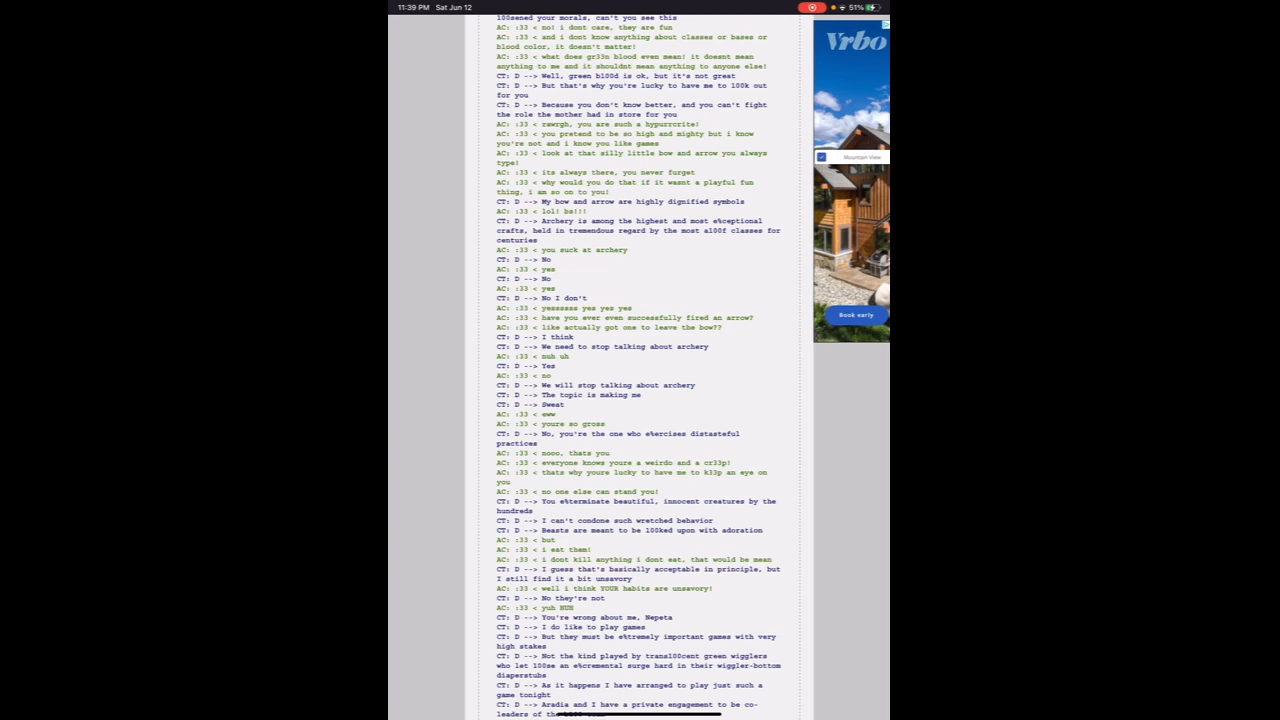 11:39 PM Sat Jun 12
51%
100sened your morals, can't you see this
AC: :33 < no! i dont care, they are fun
AC: :33 < and i dont know anything about classes or bases or
blood color, it doesn't matter!
AC: :33 < what does gr33n blood even mean! it doesnt mean
anything to me and it shouldnt mean anything to anyone else!
CT: D --> Well, green b100d is ok, but it's not great
CT: D --> But that's why you're lucky to have me to 100k out
for you
CT: D --> Because you don't know better, and you can't fight
the role the mother had in store for you
AC: :33 < rawrgh, you are such a hypurrcrite!
AC: :33 < you pretend to be so high and mighty but i know
you're not and i know you like games
AC: :33 < look at that silly little bow and arrow you always
type!
AC: :33 < its always there, you never furget
AC: :33 < why would you do that if it wasnt a playful fun
thing, i am so on to you!
CT: D --> My bow and arrow are highly dignified symbols
AC: :33 < lol! bs!!!
CT: D --> Archery is among the highest and most e%ceptional
crafts, held in tremendous regard by the most al00f classes for
centuries
AC: :33 < you suck at archery
CT: D --> No
AC: :33 < yes
CT: D --> No
AC: :33 < yes
CT: D --> No I don't
AC: :33 < yessssss yes yes yes
AC: :33 < have you ever even successfully fired an arrow?
AC: :33 < like actually got one to leave the bow??
CT: D --> I think
CT: D --> We need to stop talking about archery
AC: :33 < nuh uh
CT: D --> Yes
AC: :33 < no
CT: D --> We will stop talking about archery
CT: D --> The topic is making me
CT: D --> Sweat
AC: :33 < eww
AC: :33 < youre so gross
CT: D --> No, you're the one who e%ercises distasteful
practices
AC: :33 < nooo, thats you
AC: :33 < everyone knows youre a weirdo and a cr33p!
AC: :33 < thats why youre lucky to have me to k33p an eye on
you
AC: :33 < no one else can stand you!
CT: D --> You e%terminate beautiful, innocent creatures by the
hundreds
CT: D --> I can't condone such wretched behavior
CT: D --> Beasts are meant to be 100ked upon with adoration
AC: :33 < but
AC: :33 < i eat them!
AC: :33 < i dont kill anything i dont eat, that would be mean
CT: D --> I guess that's basically acceptable in principle, but
I still find it a bit unsavory
AC: :33 < well i think YOUR habits are unsavory!
CT: D --> No they're not
AC: :33 < yuh HUH
CT: D --> You're wrong about me, Nepeta
CT: D --> I do like to play games
CT: D --> But they must be e%tremely important games with very
high stakes
CT: D --> Not the kind played by trans100cent green wigglers
who let 100se an e%cremental surge hard in their wiggler-bottom
diaperstubs
CT: D --> As it happens I have arranged to play just such a
game tonight
CT: D --> Aradia and I have a private engagement to be co-
leaders of the
Vrbo
Mountain View
Book early